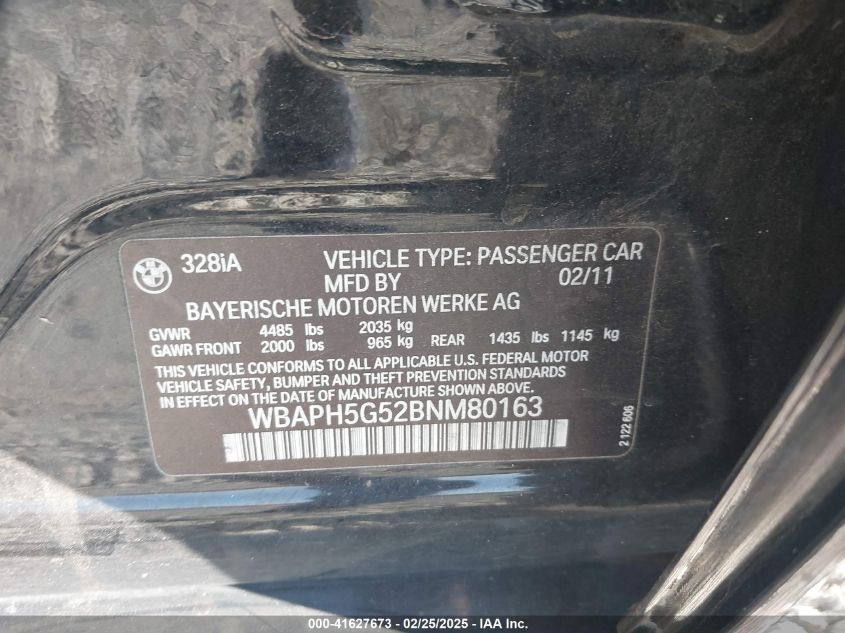 BMW
328iA VEHICLE TYPE: PASSENGER CAR
MFD BY 02/11
BAYERISCHE MOTOREN WERKE AG
GVWR 4485 lbs 2035 kg
GAWR FRONT 2000 lbs 965 kg REAR 1435 lbs 1145 kg
THIS VEHICLE CONFORMS TO ALL APPLICABLE U.S. FEDERAL MOTOR
VEHICLE SAFETY, BUMPER AND THEFT PREVENTION STANDARDS
IN EFFECT ON THE DATE OF MANUFACTURE SHOWN ABOVE.
WBAPH5G52BNM80163
2 122 606
000-41627673 - 02/25/2025 - IAA Inc.